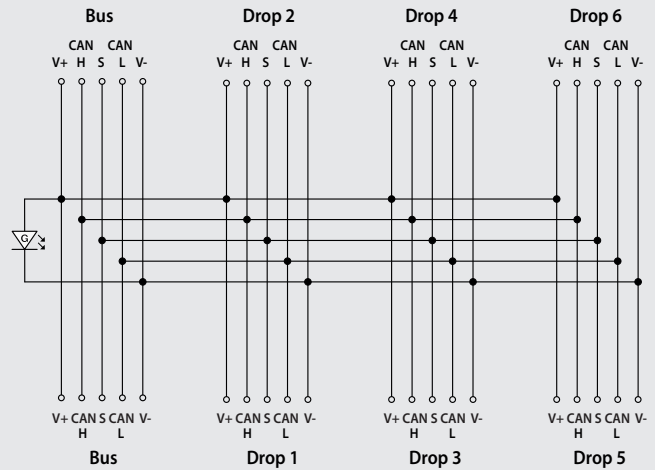 Bus Drop 2 Drop 4 Drop 6
CAN CAN CAN CAN CAN CAN CAN CAN
V+ H S L V- V+ H S L V- V+ H S L V- V+ H S L V-
G
V+ CAN S CAN V- V+ CAN S CAN V- V+ CAN S CAN V- V+ CAN S CAN V-
H L H L H L H L
Bus Drop 1 Drop 3 Drop 5